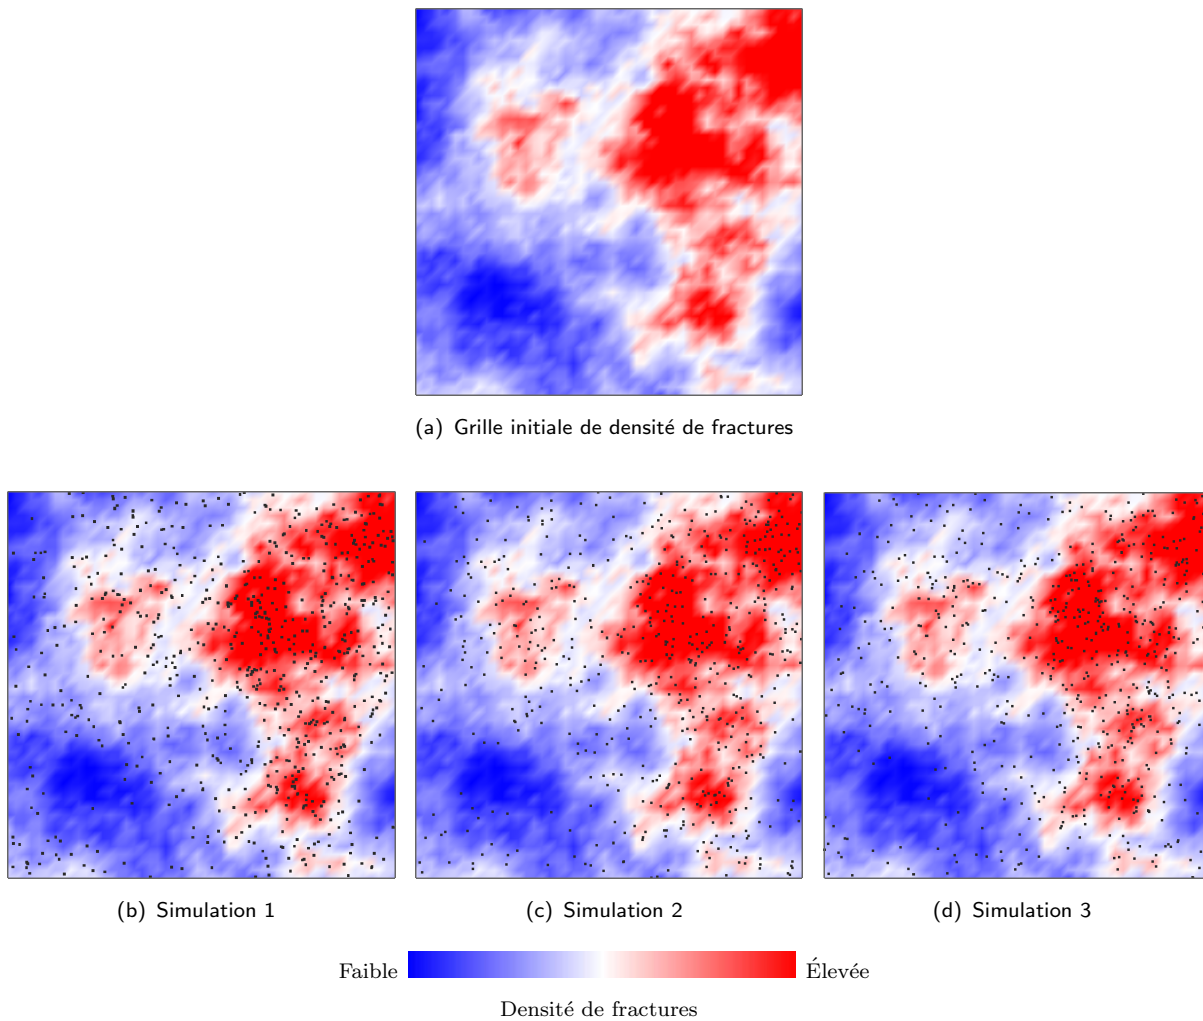 (a) Grille initiale de densité de fractures
(b) Simulation 1
(c) Simulation 2
(d) Simulation 3
Faible
Élevée
Densité de fractures